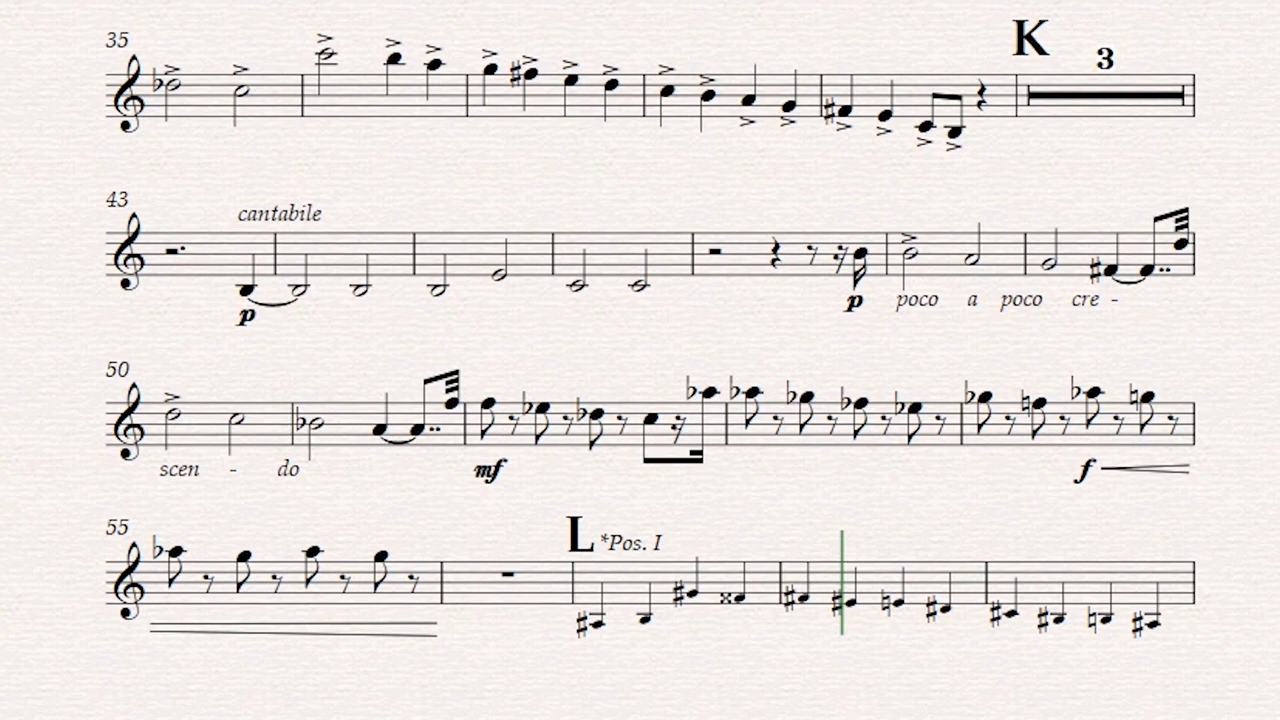 K
35
3
43
cantabile
p
p poco a poco cre -
50
scen - do
mf
f
55
L *Pos. I